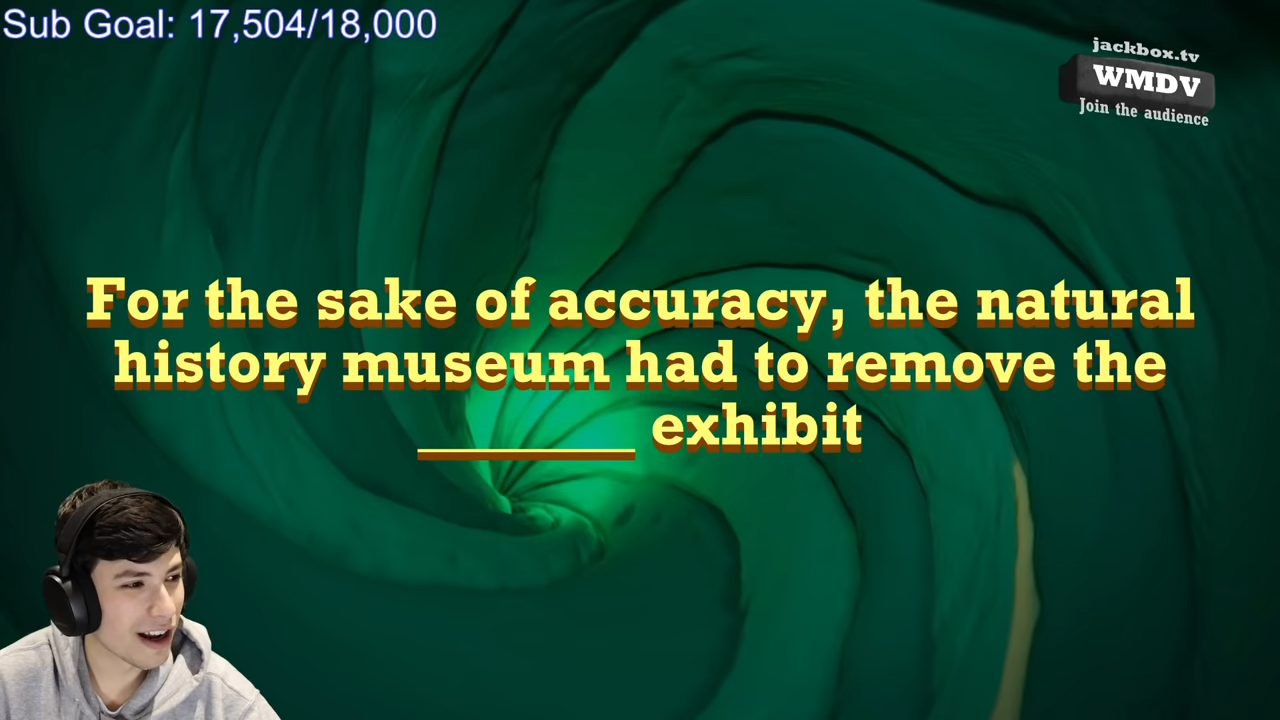 Sub Goal: 17,504/18,000
jackbox.tv
WMDV
Join the audience
For the sake of accuracy, the natural
history museum had to remove the
________ exhibit